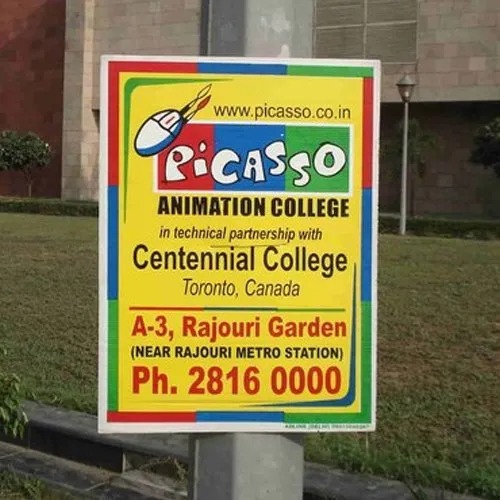 www.picasso.co.in
PiCASSO
ANIMATION COLLEGE
in technical partnership with
Centennial College
Toronto, Canada
A-3, Rajouri Garden
(NEAR RAJOURI METRO STATION)
Ph. 2816 0000